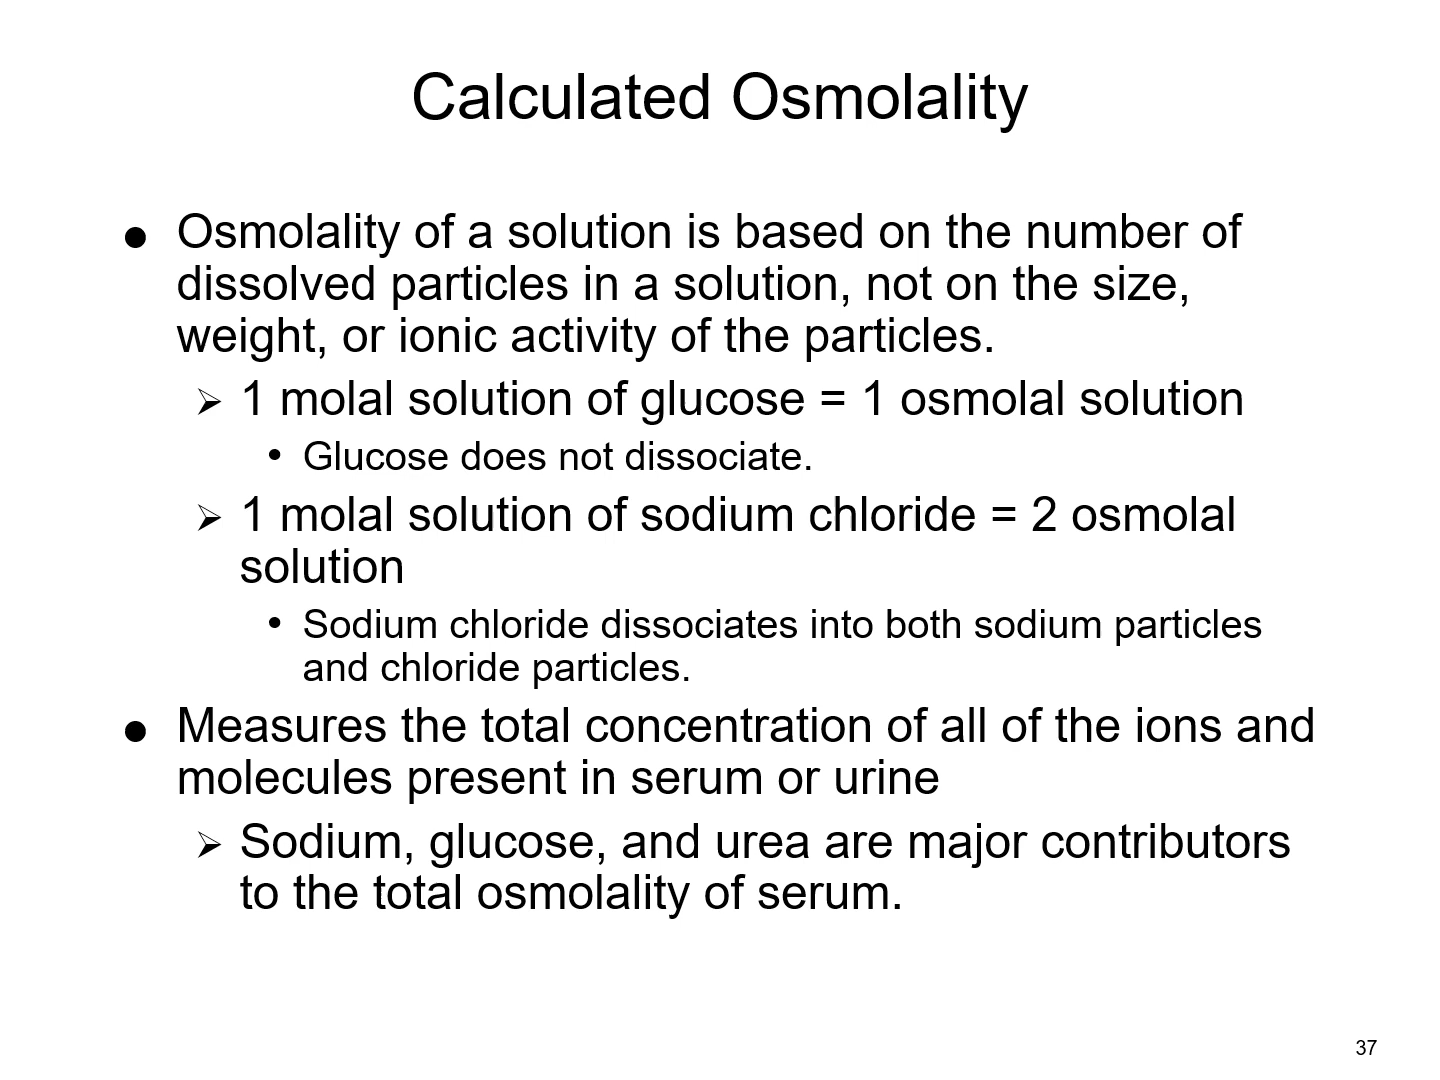 Calculated Osmolality
● Osmolality of a solution is based on the number of
dissolved particles in a solution, not on the size,
weight, or ionic activity of the particles.
➢ 1 molal solution of glucose = 1 osmolal solution
• Glucose does not dissociate.
➢ 1 molal solution of sodium chloride = 2 osmolal
solution
• Sodium chloride dissociates into both sodium particles
and chloride particles.
● Measures the total concentration of all of the ions and
molecules present in serum or urine
➢ Sodium, glucose, and urea are major contributors
to the total osmolality of serum.
37